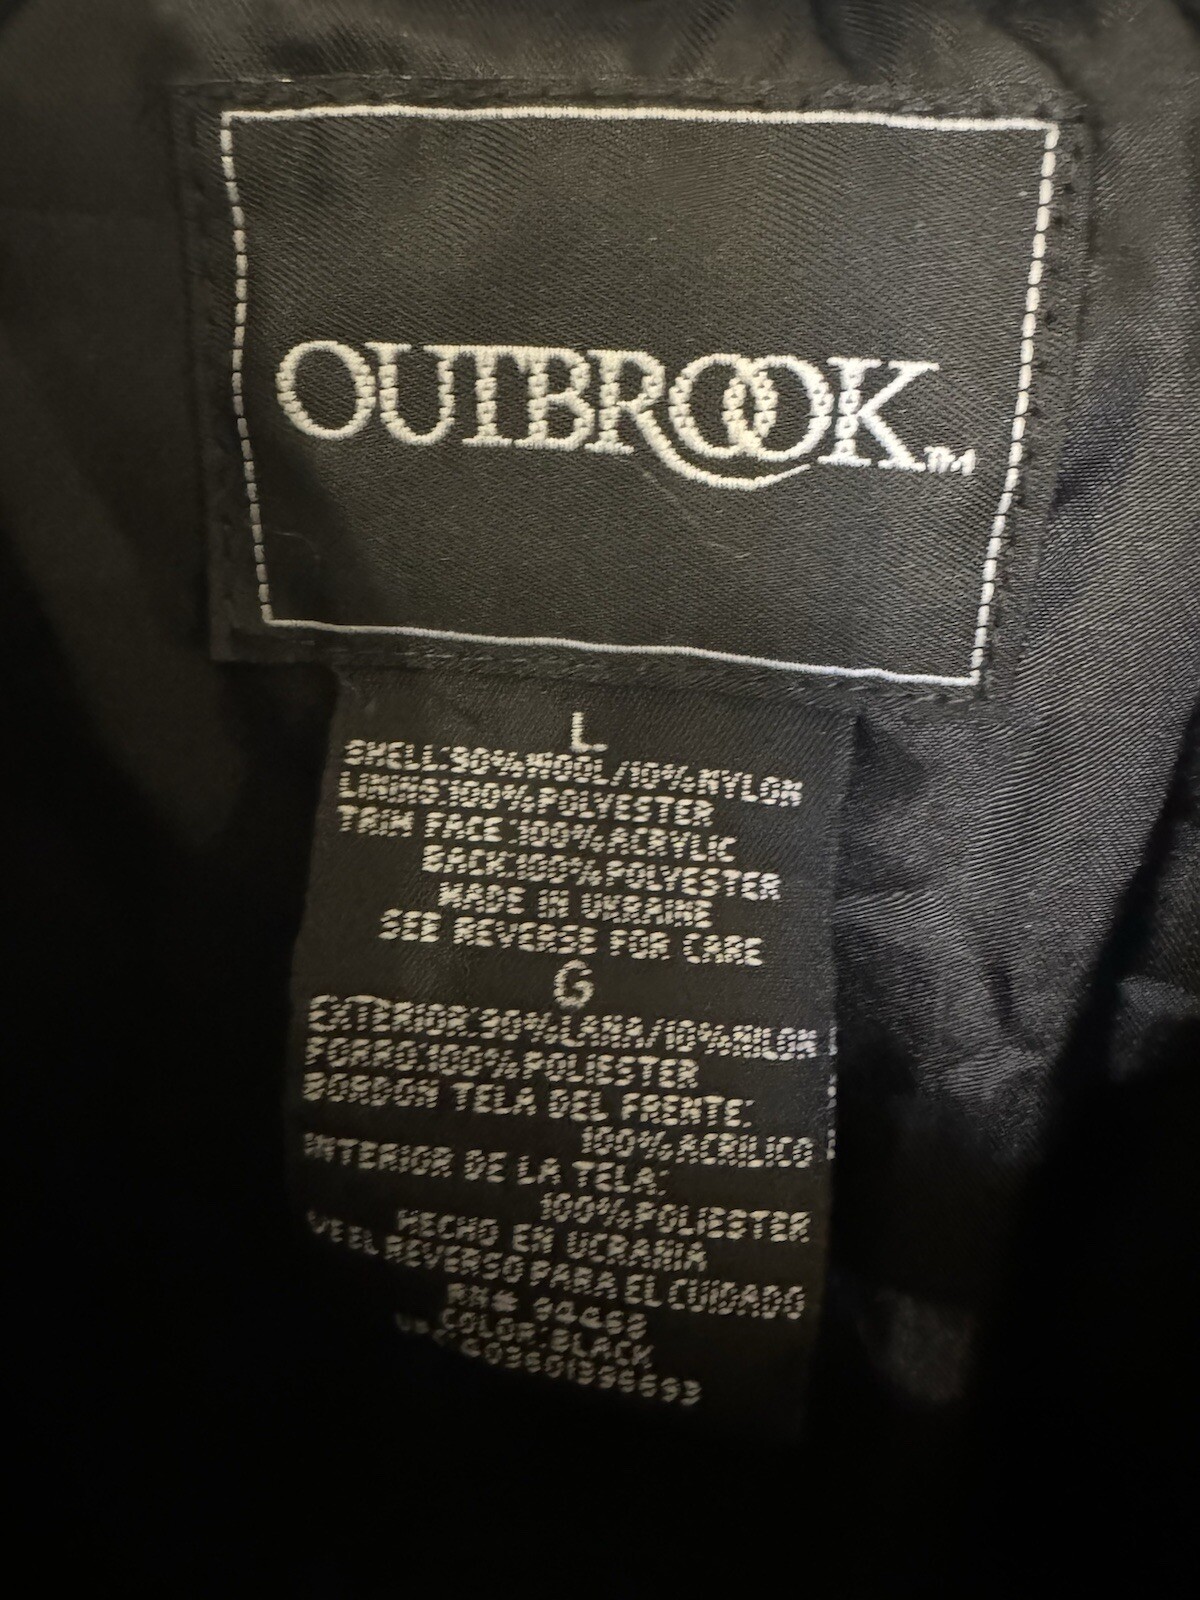 OUTBROOK™
L
SHELL:90%WOOL/10%NYLON
LINING:100%POLYESTER
TRIM FACE:100%ACRYLIC
BACK:100%POLYESTER
MADE IN UKRAINE
SEE REVERSE FOR CARE
G
EXTERIOR:90%LANA/10%NILON
FORRO:100%POLIESTER
BORDON TELA DEL FRENTE:
100%ACRILICO
INTERIOR DE LA TELA:
100%POLIESTER
HECHO EN UCRANIA
VE EL REVERSO PARA EL CUIDADO
RN#
COLOR:BLACK